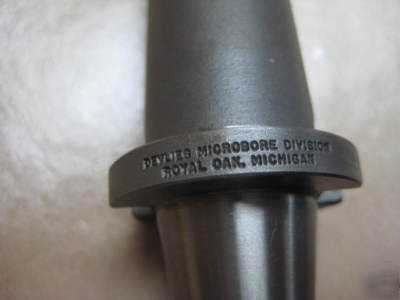 DEVLIEG MICROBORE DIVISION
ROYAL OAK, MICHIGAN